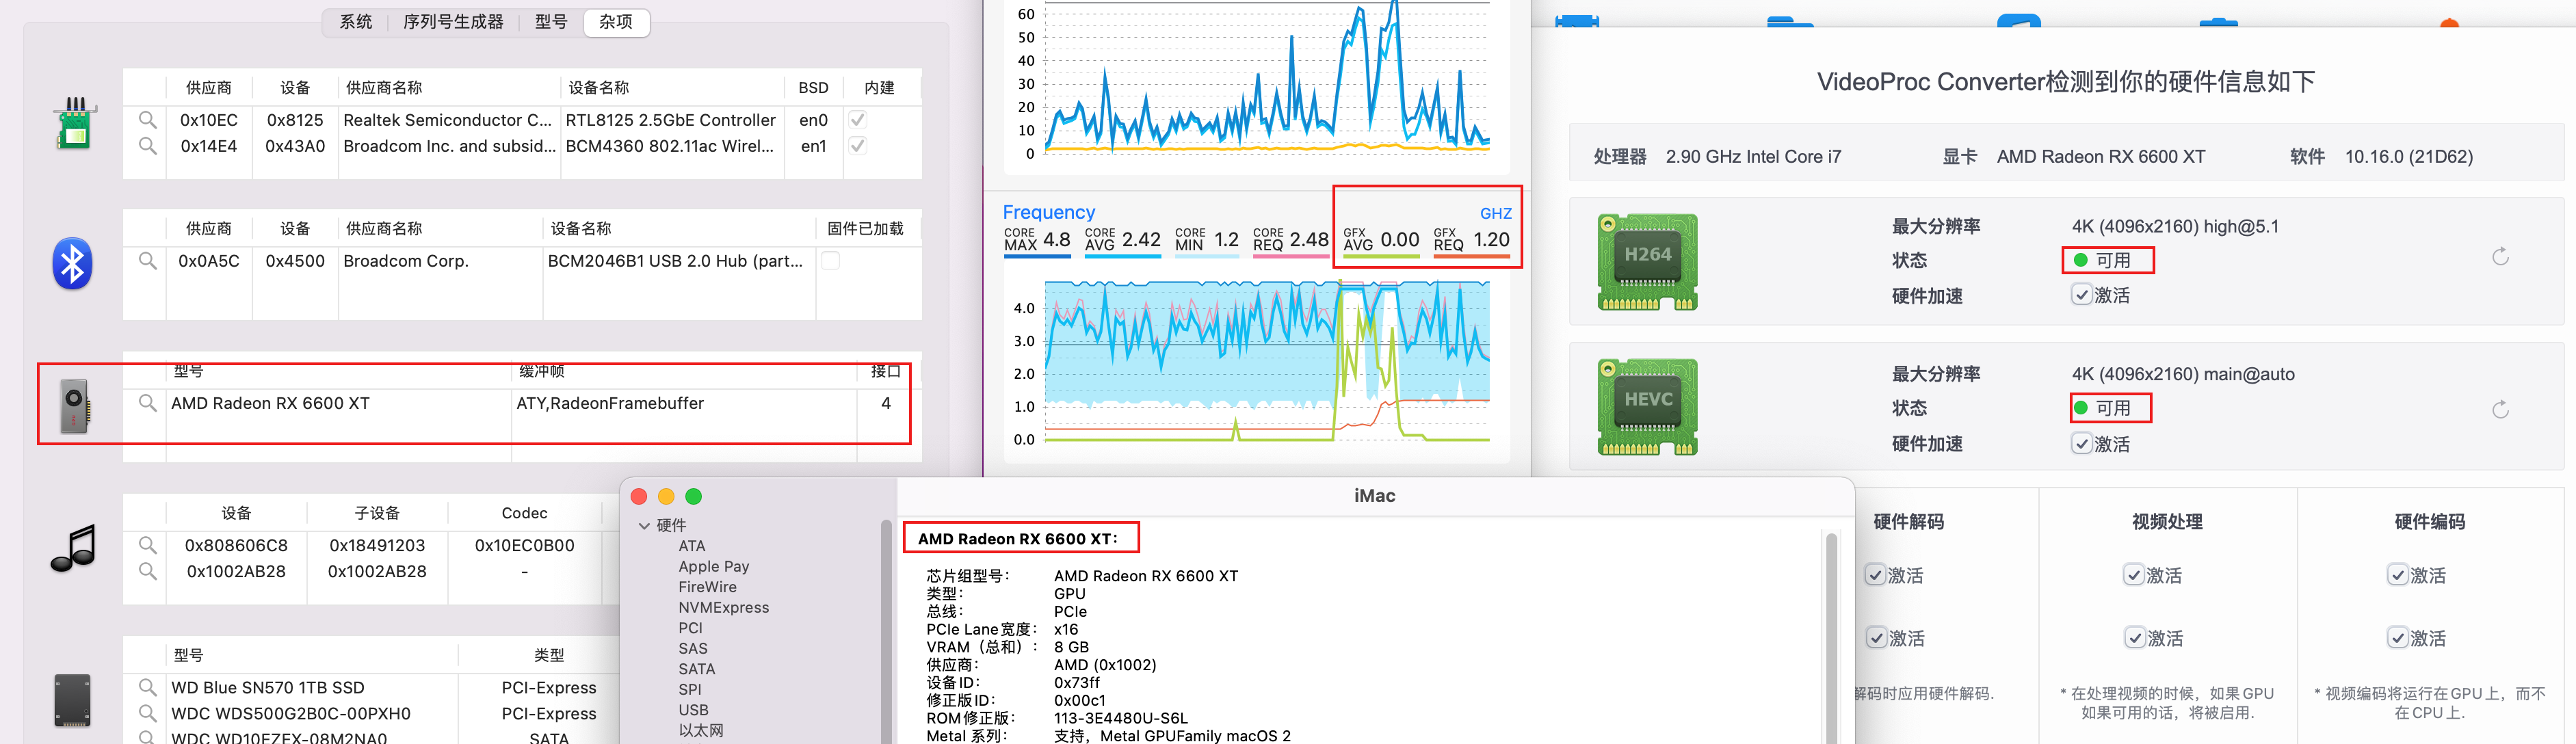 系统 序列号生成器 型号 杂项
供应商 设备 供应商名称 设备名称 BSD 内建
0x10EC 0x8125 Realtek Semiconductor C... RTL8125 2.5GbE Controller en0
0x14E4 0x43A0 Broadcom Inc. and subsid... BCM4360 802.11ac Wirel... en1
供应商 设备 供应商名称 设备名称 固件已加载
0x0A5C 0x4500 Broadcom Corp. BCM2046B1 USB 2.0 Hub (part...
型号 缓冲帧 接口
AMD Radeon RX 6600 XT ATY,RadeonFramebuffer 4
设备 子设备 Codec
0x808606C8 0x18491203 0x10EC0B00
0x1002AB28 0x1002AB28 -
型号 类型
WD Blue SN570 1TB SSD PCI-Express
WDC WDS500G2B0C-00PXH0 PCI-Express
WDC WD10EZEX-08M2NA0 SATA
60
50
40
30
20
10
0
Frequency GHZ
CORE MAX 4.8 CORE AVG 2.42 CORE MIN 1.2 CORE REQ 2.48 GFX AVG 0.00 GFX REQ 1.20
4.0
3.0
2.0
1.0
0.0
iMac
硬件
ATA
Apple Pay
FireWire
NVMExpress
PCI
SAS
SATA
SPI
USB
以太网
AMD Radeon RX 6600 XT：
芯片组型号： AMD Radeon RX 6600 XT
类型： GPU
总线： PCIe
PCIe Lane宽度： x16
VRAM（总和）： 8 GB
供应商： AMD (0x1002)
设备ID： 0x73ff
修正版ID： 0x00c1
ROM修正版： 113-3E4480U-S6L
Metal 系列： 支持，Metal GPUFamily macOS 2
VideoProc Converter检测到你的硬件信息如下
处理器 2.90 GHz Intel Core i7 显卡 AMD Radeon RX 6600 XT 软件 10.16.0 (21D62)
H264
最大分辨率 4K (4096x2160) high@5.1
状态 可用
硬件加速 激活
HEVC
最大分辨率 4K (4096x2160) main@auto
状态 可用
硬件加速 激活
硬件解码 视频处理 硬件编码
激活 激活 激活
激活 激活 激活
解码时应用硬件解码.
* 在处理视频的时候，如果GPU
如果可用的话，将被启用.
* 视频编码将运行在GPU上，而不
在CPU上.